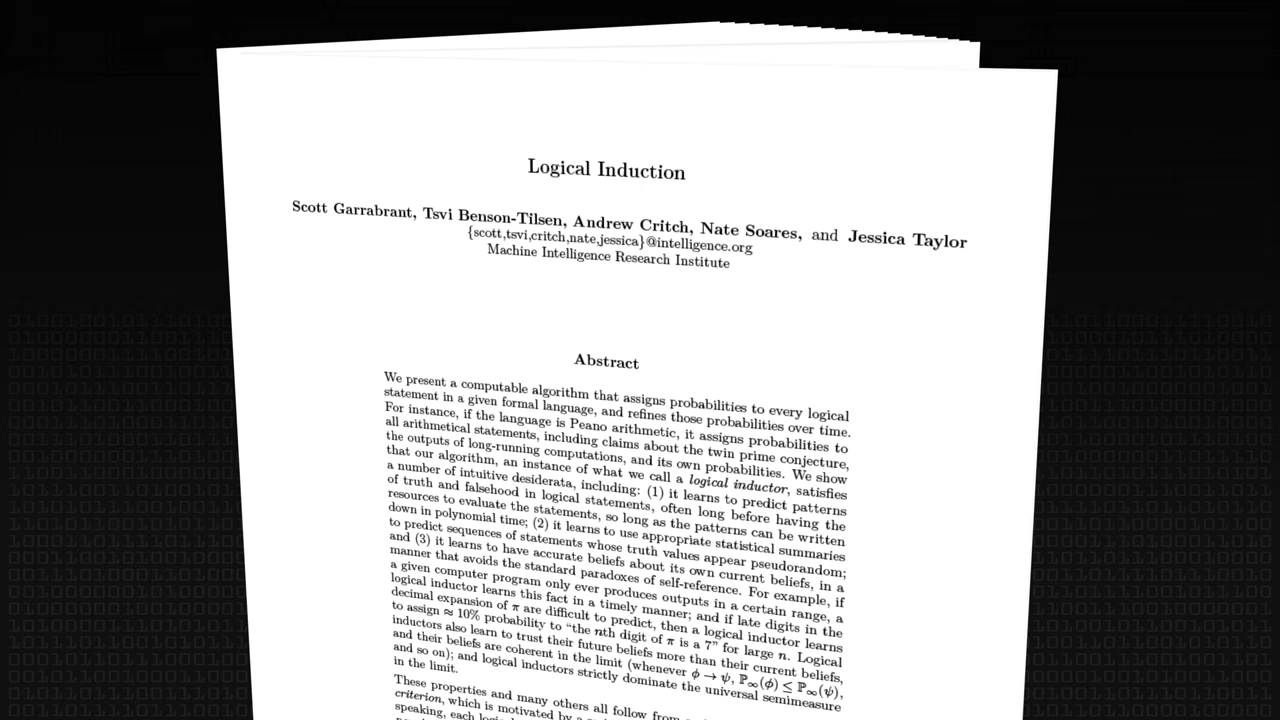 Logical Induction
Scott Garrabrant, Tsvi Benson-Tilsen, Andrew Critch, Nate Soares, and Jessica Taylor
{scott,tsvi,critch,nate,jessica}@intelligence.org
Machine Intelligence Research Institute
Abstract
We present a computable algorithm that assigns probabilities to every logical
statement in a given formal language, and refines those probabilities over time.
For instance, if the language is Peano arithmetic, it assigns probabilities to
all arithmetical statements, including claims about the twin prime conjecture,
the outputs of long-running computations, and its own probabilities. We show
that our algorithm, an instance of what we call a logical inductor, satisfies
a number of intuitive desiderata, including: (1) it learns to predict patterns
of truth and falsehood in logical statements, often long before having the
resources to evaluate the statements, so long as the patterns can be written
down in polynomial time; (2) it learns to use appropriate statistical summaries
to predict sequences of statements whose truth values appear pseudorandom;
and (3) it learns to have accurate beliefs about its own current beliefs, in a
manner that avoids the standard paradoxes of self-reference. For example, if
a given computer program only ever produces outputs in a certain range, a
logical inductor learns this fact in a timely manner; and if late digits in the
decimal expansion of π are difficult to predict, then a logical inductor learns
to assign ≈ 10% probability to “the nth digit of π is a 7” for large n. Logical
inductors also learn to trust their future beliefs more than their current beliefs,
and their beliefs are coherent in the limit (whenever ϕ → ψ, ℙ∞(ϕ) ≤ ℙ∞(ψ),
and so on); and logical inductors strictly dominate the universal semimeasure
in the limit.
These properties and many others all follow from
criterion, which is motivated by a
speaking, each